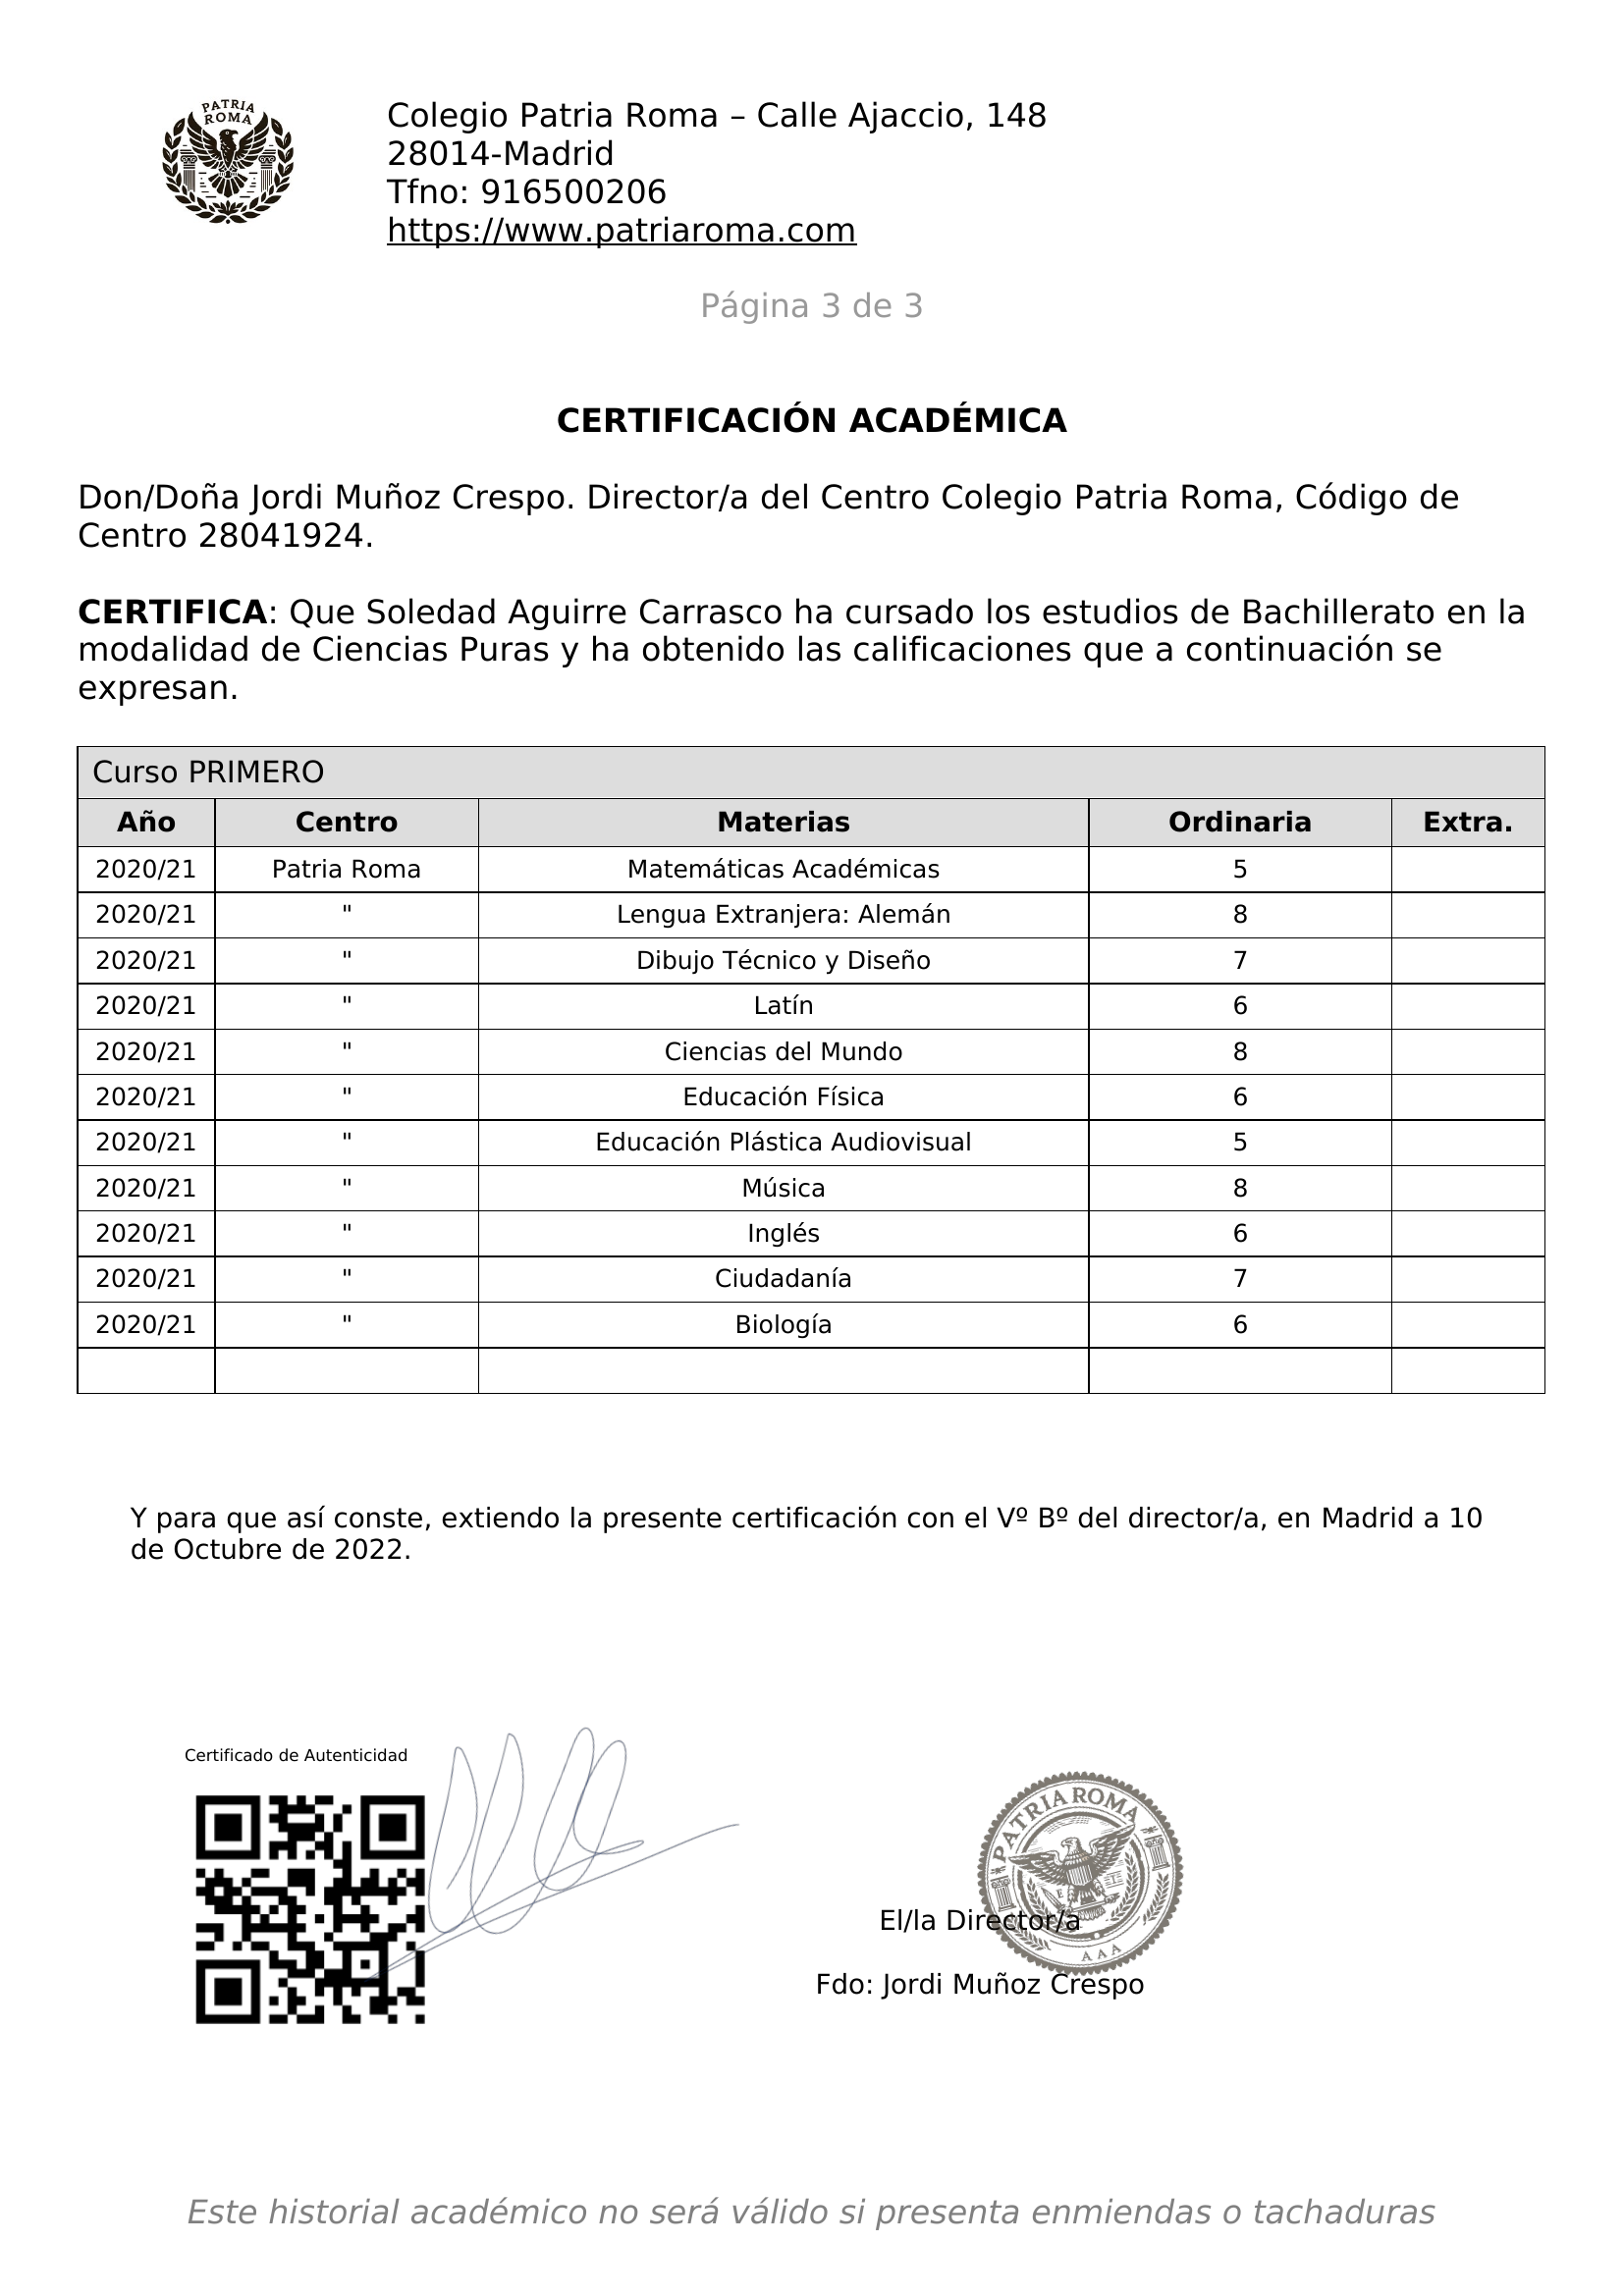 PATRIA
ROMA
Colegio Patria Roma – Calle Ajaccio, 148
28014-Madrid
Tfno: 916500206
https://www.patriaroma.com
Página 3 de 3
CERTIFICACIÓN ACADÉMICA
Don/Doña Jordi Muñoz Crespo. Director/a del Centro Colegio Patria Roma, Código de
Centro 28041924.
CERTIFICA: Que Soledad Aguirre Carrasco ha cursado los estudios de Bachillerato en la
modalidad de Ciencias Puras y ha obtenido las calificaciones que a continuación se
expresan.
Curso PRIMERO
Año Centro Materias Ordinaria Extra.
2020/21 Patria Roma Matemáticas Académicas 5
2020/21 " Lengua Extranjera: Alemán 8
2020/21 " Dibujo Técnico y Diseño 7
2020/21 " Latín 6
2020/21 " Ciencias del Mundo 8
2020/21 " Educación Física 6
2020/21 " Educación Plástica Audiovisual 5
2020/21 " Música 8
2020/21 " Inglés 6
2020/21 " Ciudadanía 7
2020/21 " Biología 6
Y para que así conste, extiendo la presente certificación con el Vº Bº del director/a, en Madrid a 10
de Octubre de 2022.
Certificado de Autenticidad
PATRIA ROMA
A A A
El/la Director/a
Fdo: Jordi Muñoz Crespo
Este historial académico no será válido si presenta enmiendas o tachaduras